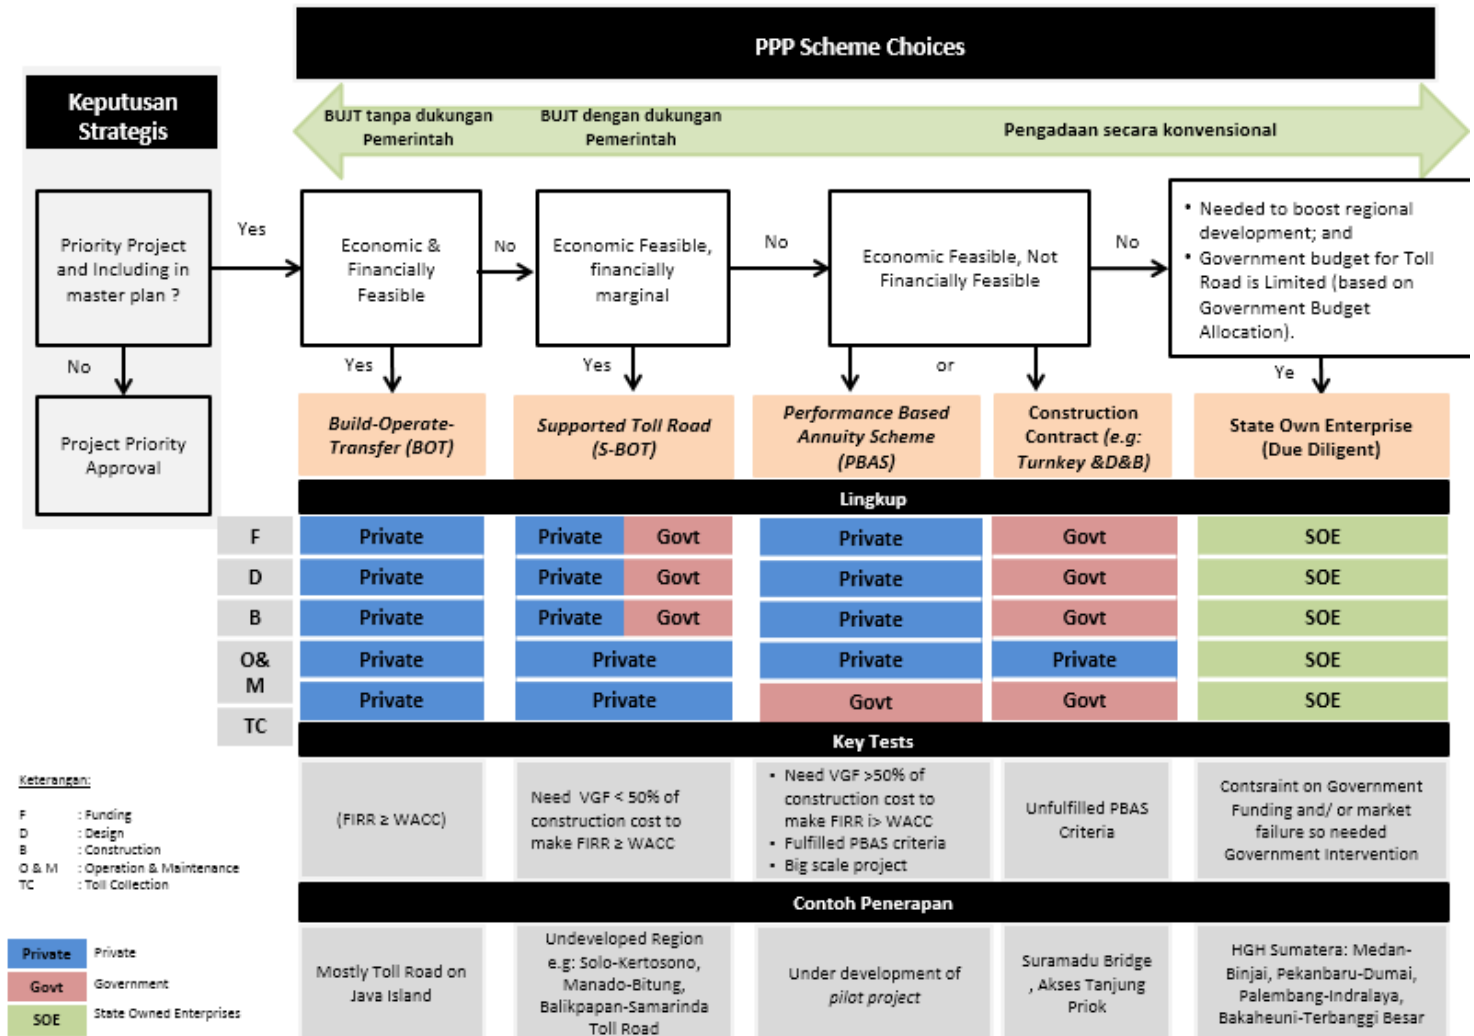 PPP Scheme Choices
Keputusan
Strategis
BUJT tanpa dukungan
Pemerintah
BUJT dengan dukungan
Pemerintah
Pengadaan secara konvensional
Priority Project
and Including in
master plan ?
Yes
Economic &
Financially
Feasible
No
Economic Feasible,
financially
marginal
No
Economic Feasible, Not
Financially Feasible
No
• Needed to boost regional
development; and
• Government budget for Toll
Road is Limited (based on
Government Budget
Allocation).
No
Yes
Yes
or
Ye
Project Priority
Approval
Build-Operate-
Transfer (BOT)
Supported Toll Road
(S-BOT)
Performance Based
Annuity Scheme
(PBAS)
Construction
Contract (e.g:
Turnkey &D&B)
State Own Enterprise
(Due Diligent)
Lingkup
F
Private
Private
Govt
Private
Govt
SOE
D
Private
Private
Govt
Private
Govt
SOE
B
Private
Private
Govt
Private
Govt
SOE
O&
M
Private
Private
Private
Private
SOE
TC
Private
Private
Govt
Govt
SOE
Key Tests
(FIRR ≥ WACC)
Need VGF < 50% of
construction cost to
make FIRR ≥ WACC
• Need VGF >50% of
construction cost to
make FIRR i> WACC
• Fulfilled PBAS criteria
• Big scale project
Unfulfilled PBAS
Criteria
Contsraint on Government
Funding and/ or market
failure so needed
Government Intervention
Contoh Penerapan
Mostly Toll Road on
Java Island
Undeveloped Region
e.g: Solo-Kertosono,
Manado-Bitung,
Balikpapan-Samarinda
Toll Road
Under development of
pilot project
Suramadu Bridge
, Akses Tanjung
Priok
HGH Sumatera: Medan-
Binjai, Pekanbaru-Dumai,
Palembang-Indralaya,
Bakaheuni-Terbanggi Besar
Keterangan:
F : Funding
D : Design
B : Construction
O & M : Operation & Maintenance
TC : Toll Collection
Private Private
Govt Government
SOE State Owned Enterprises